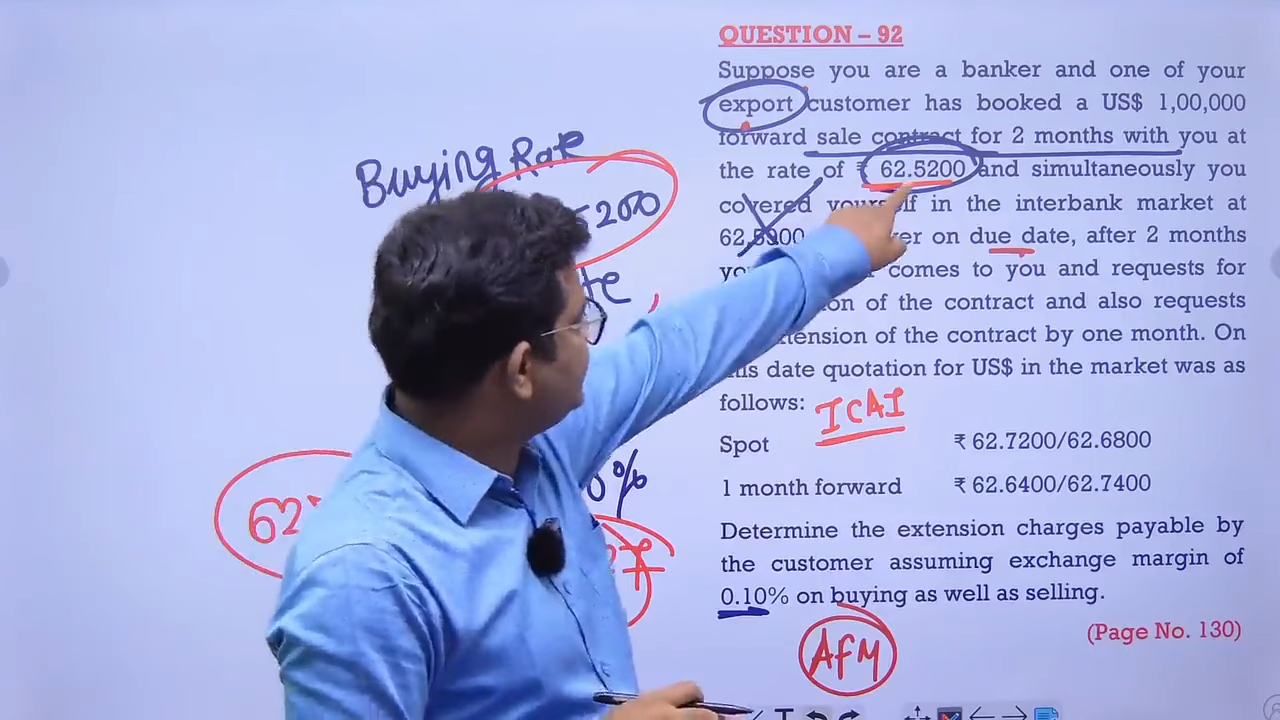 QUESTION – 92
Suppose you are a banker and one of your
export customer has booked a US$ 1,00,000
forward sale contract for 2 months with you at
the rate of ₹ 62.5200 and simultaneously you
covered yourself in the interbank market at
on due date, after 2 months
comes to you and requests for
of the contract and also requests
of the contract by one month. On
date quotation for US$ in the market was as
follows: ICAI
Spot ₹ 62.7200/62.6800
1 month forward ₹ 62.6400/62.7400
Determine the extension charges payable by
the customer assuming exchange margin of
0.10% on buying as well as selling.
(Page No. 130)
AFM
Buying Rate